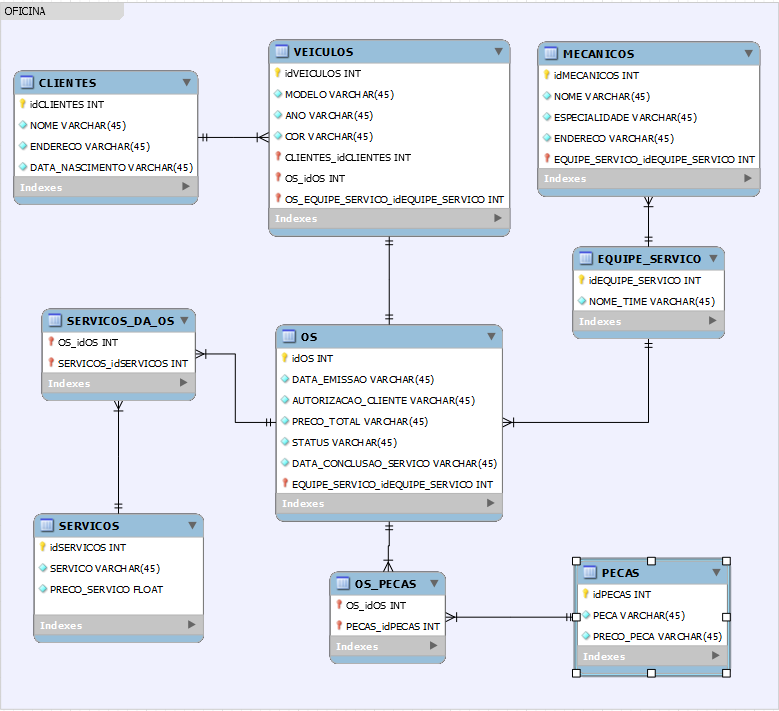 OFICINA
CLIENTES
idCLIENTES INT
NOME VARCHAR(45)
ENDERECO VARCHAR(45)
DATA_NASCIMENTO VARCHAR(45)
Indexes
VEICULOS
idVEICULOS INT
MODELO VARCHAR(45)
ANO VARCHAR(45)
COR VARCHAR(45)
CLIENTES_idCLIENTES INT
OS_idOS INT
OS_EQUIPE_SERVICO_idEQUIPE_SERVICO INT
Indexes
MECANICOS
idMECANICOS INT
NOME VARCHAR(45)
ESPECIALIDADE VARCHAR(45)
ENDERECO VARCHAR(45)
EQUIPE_SERVICO_idEQUIPE_SERVICO INT
Indexes
EQUIPE_SERVICO
idEQUIPE_SERVICO INT
NOME_TIME VARCHAR(45)
Indexes
SERVICOS_DA_OS
OS_idOS INT
SERVICOS_idSERVICOS INT
Indexes
OS
idOS INT
DATA_EMISSAO VARCHAR(45)
AUTORIZACAO_CLIENTE VARCHAR(45)
PRECO_TOTAL VARCHAR(45)
STATUS VARCHAR(45)
DATA_CONCLUSAO_SERVICO VARCHAR(45)
EQUIPE_SERVICO_idEQUIPE_SERVICO INT
Indexes
SERVICOS
idSERVICOS INT
SERVICO VARCHAR(45)
PRECO_SERVICO FLOAT
Indexes
OS_PECAS
OS_idOS INT
PECAS_idPECAS INT
Indexes
PECAS
idPECAS INT
PECA VARCHAR(45)
PRECO_PECA VARCHAR(45)
Indexes